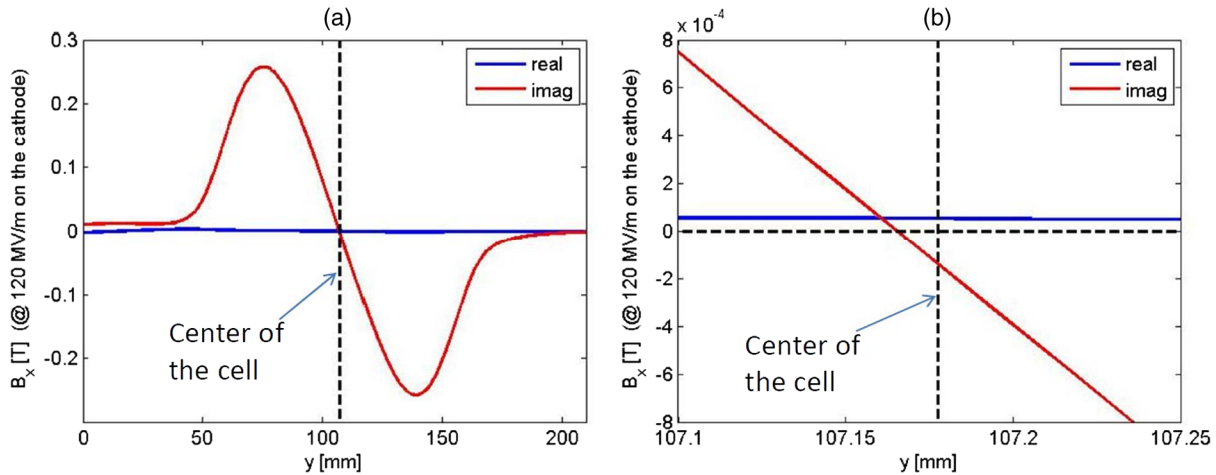 (a)
0.3
0.2
0.1
0
-0.1
-0.2
B_x [T] (@ 120 MV/m on the cathode)
real
imag
Center of
the cell
0 50 100 150 200
y [mm]
(b)
x 10^-4
8
6
4
2
0
-2
-4
-6
-8
B_x [T] (@ 120 MV/m on the cathode)
real
imag
Center of
the cell
107.1 107.15 107.2 107.25
y [mm]